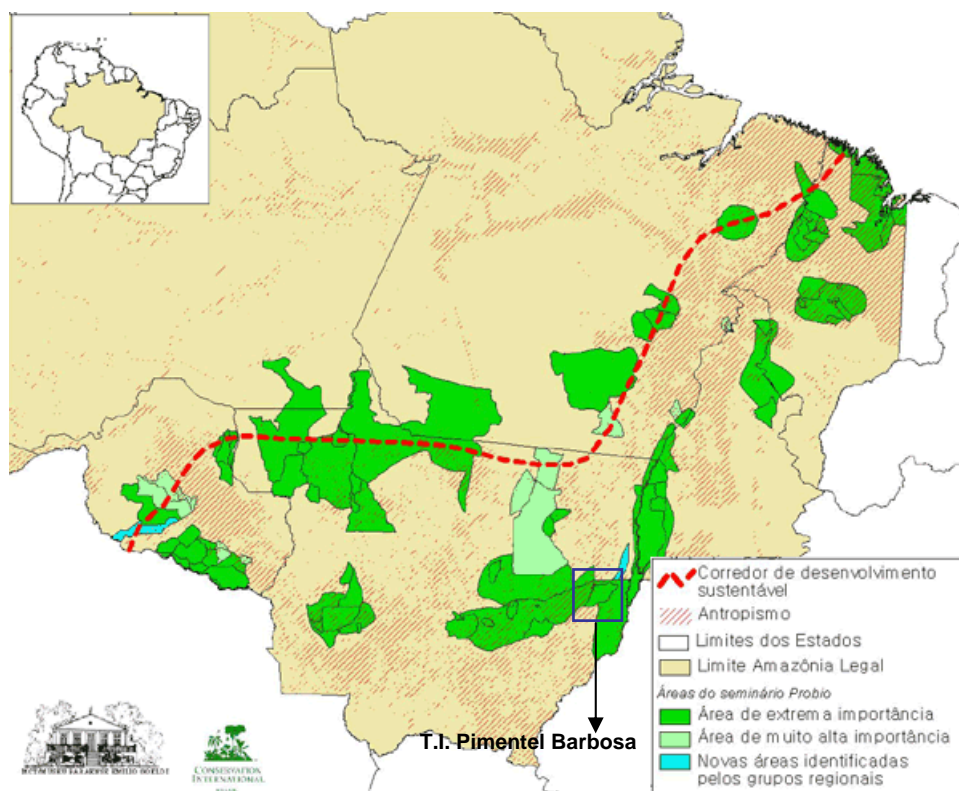 Corredor de desenvolvimento
sustentável
Antropismo
Limites dos Estados
Limite Amazônia Legal
Áreas do seminário Probio
Área de extrema importância
Área de muito alta importância
Novas áreas identificadas
pelos grupos regionais
T.I. Pimentel Barbosa
CONSERVATION
INTERNATIONAL